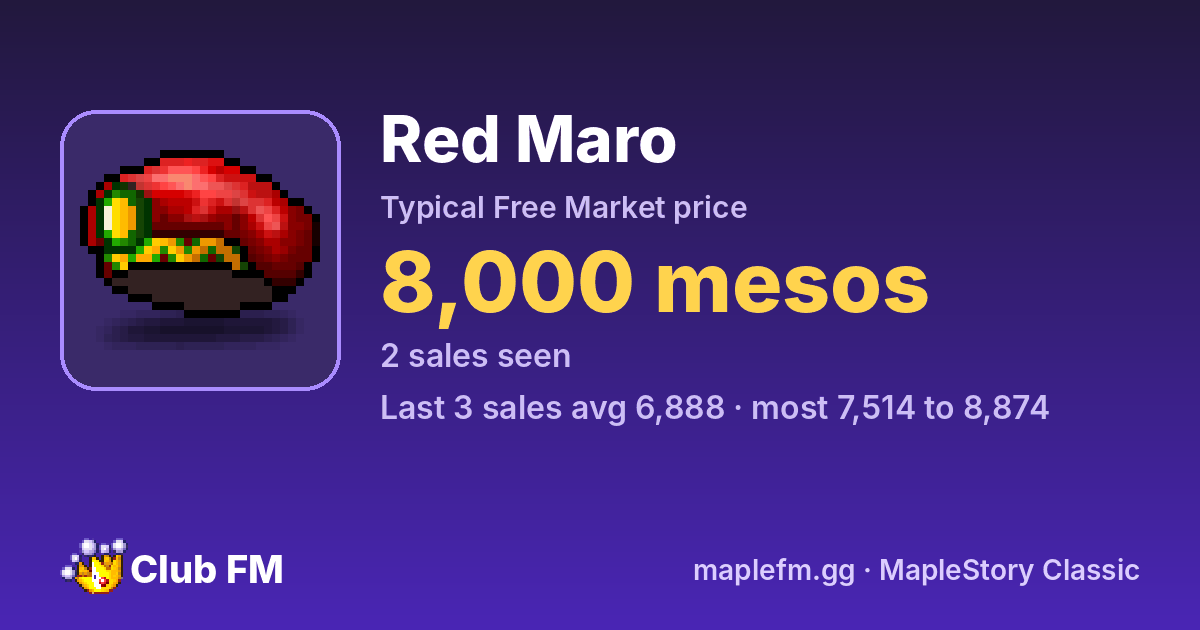 Red Maro
Typical Free Market price
8,000 mesos
2 sales seen
Last 3 sales avg 6,888 · most 7,514 to 8,874
Club FM
maplefm.gg · MapleStory Classic